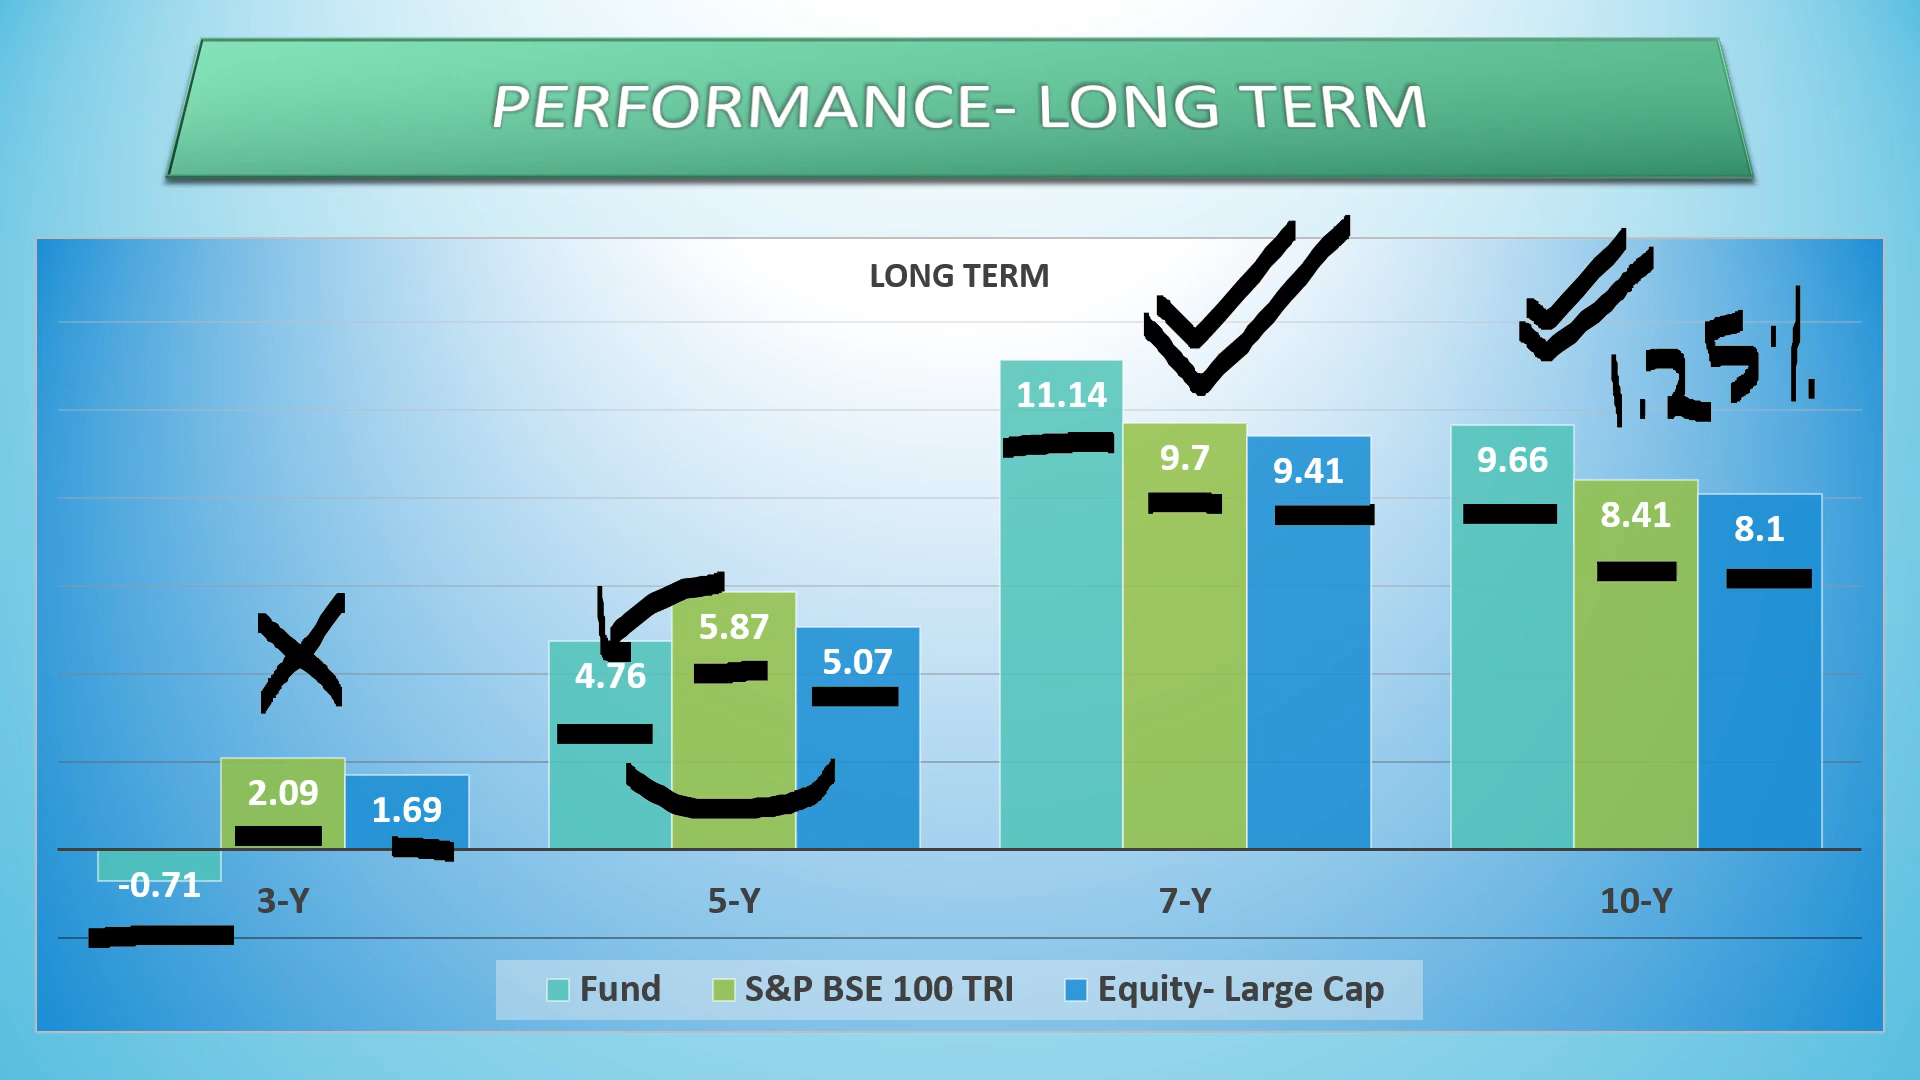 PERFORMANCE- LONG TERM
LONG TERM
1.25%
11.14
9.7
9.41
9.66
8.41
8.1
4.76
5.87
5.07
-0.71
2.09
1.69
3-Y
5-Y
7-Y
10-Y
Fund
S&P BSE 100 TRI
Equity- Large Cap